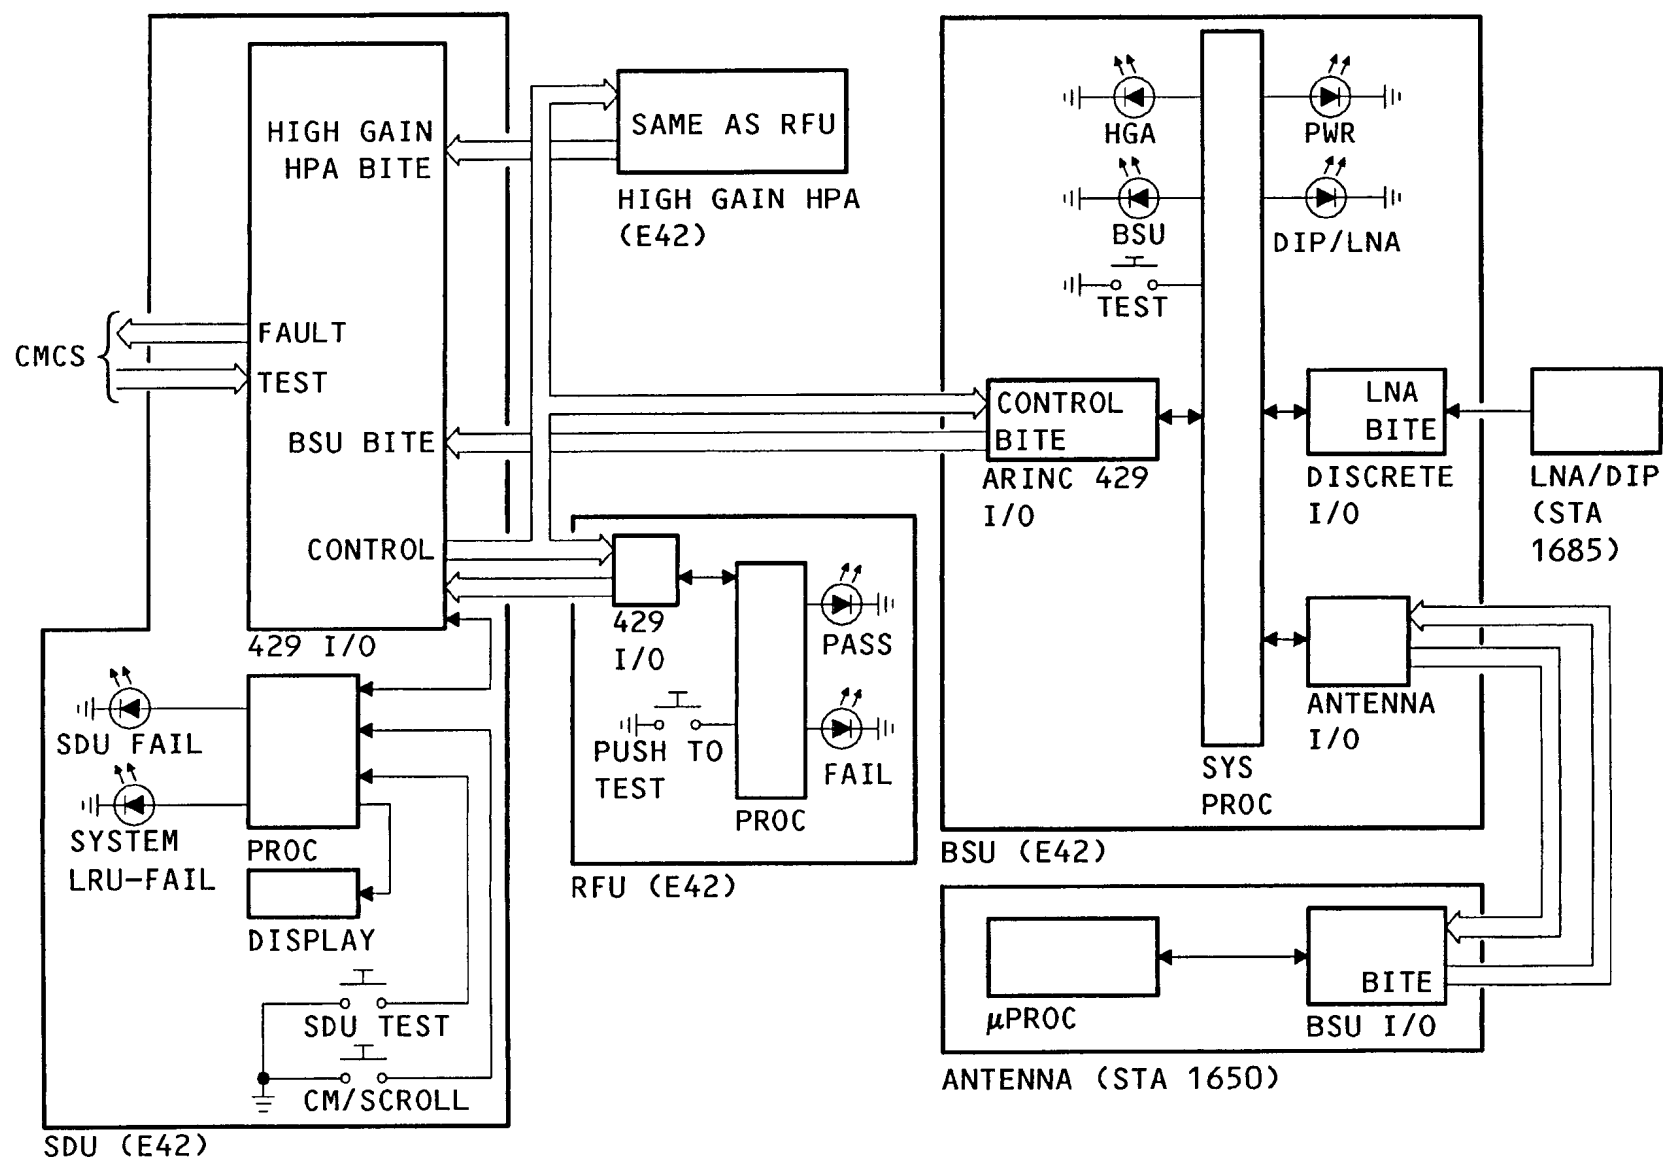 HIGH GAIN
HPA BITE
FAULT
TEST
CMCS
BSU BITE
CONTROL
429 I/O
SDU FAIL
SYSTEM
LRU-FAIL
PROC
DISPLAY
SDU TEST
CM/SCROLL
SDU (E42)
SAME AS RFU
HIGH GAIN HPA
(E42)
429
I/O
PUSH TO
TEST
PASS
FAIL
PROC
RFU (E42)
HGA
PWR
BSU
DIP/LNA
TEST
CONTROL
BITE
ARINC 429
I/O
LNA
BITE
DISCRETE
I/O
LNA/DIP
(STA
1685)
ANTENNA
I/O
SYS
PROC
BSU (E42)
μPROC
BITE
BSU I/O
ANTENNA (STA 1650)